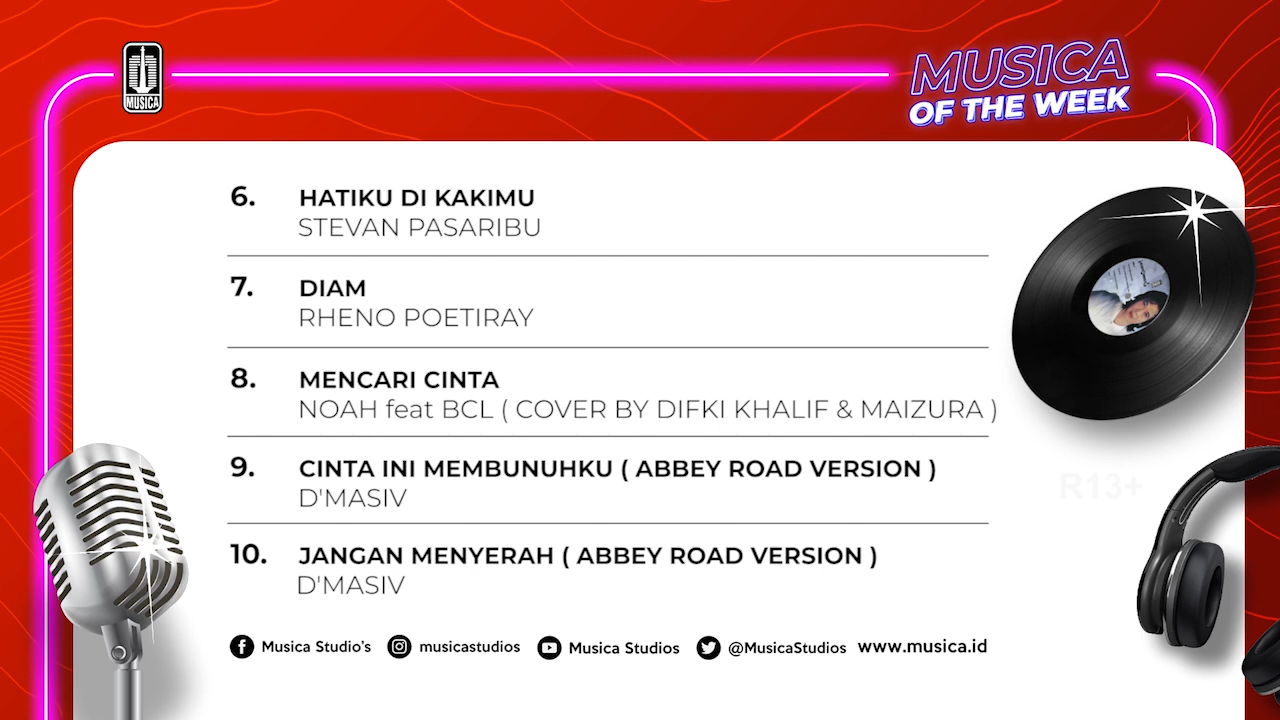 MUSICA
MUSICA
OF THE WEEK
6. HATIKU DI KAKIMU
STEVAN PASARIBU
7. DIAM
RHENO POETIRAY
8. MENCARI CINTA
NOAH feat BCL ( COVER BY DIFKI KHALIF & MAIZURA )
9. CINTA INI MEMBUNUHKU ( ABBEY ROAD VERSION )
D'MASIV
R13+
10. JANGAN MENYERAH ( ABBEY ROAD VERSION )
D'MASIV
Musica Studio's musicastudios Musica Studios @MusicaStudios www.musica.id